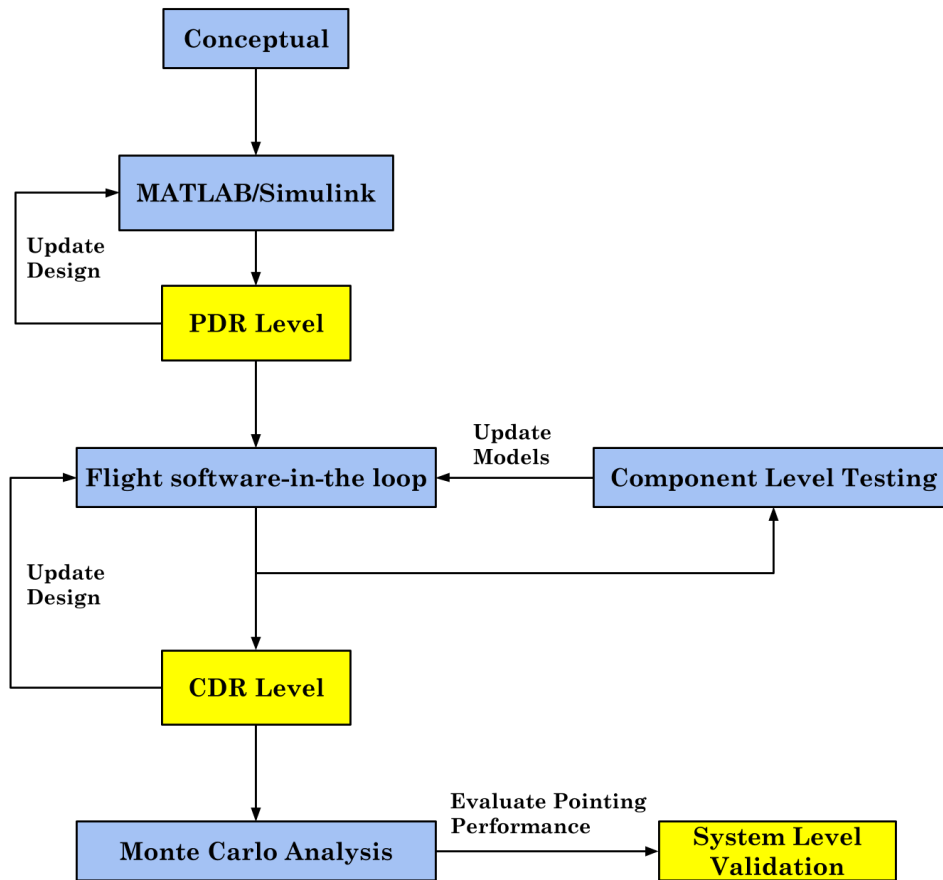 Conceptual
MATLAB/Simulink
Update
Design
PDR Level
Update
Models
Flight software-in-the loop
Component Level Testing
Update
Design
CDR Level
Evaluate Pointing
Performance
Monte Carlo Analysis
System Level
Validation